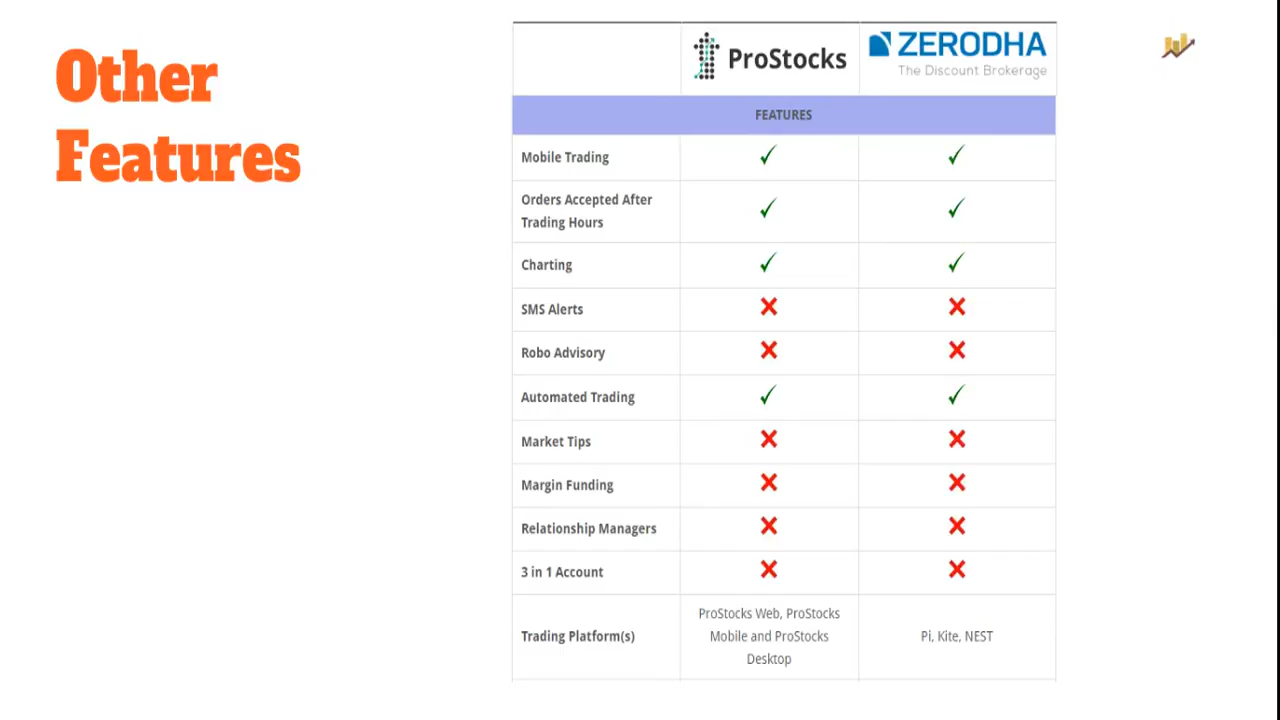 Other
Features
ProStocks
ZERODHA
The Discount Brokerage
FEATURES
Mobile Trading
Orders Accepted After
Trading Hours
Charting
SMS Alerts
Robo Advisory
Automated Trading
Market Tips
Margin Funding
Relationship Managers
3 in 1 Account
Trading Platform(s)
ProStocks Web, ProStocks
Mobile and ProStocks
Desktop
Pi, Kite, NEST